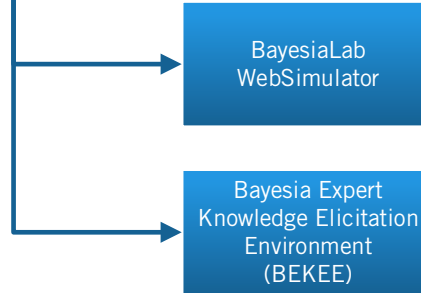 BayesiaLab
WebSimulator
Bayesia Expert
Knowledge Elicitation
Environment
(BEKEE)